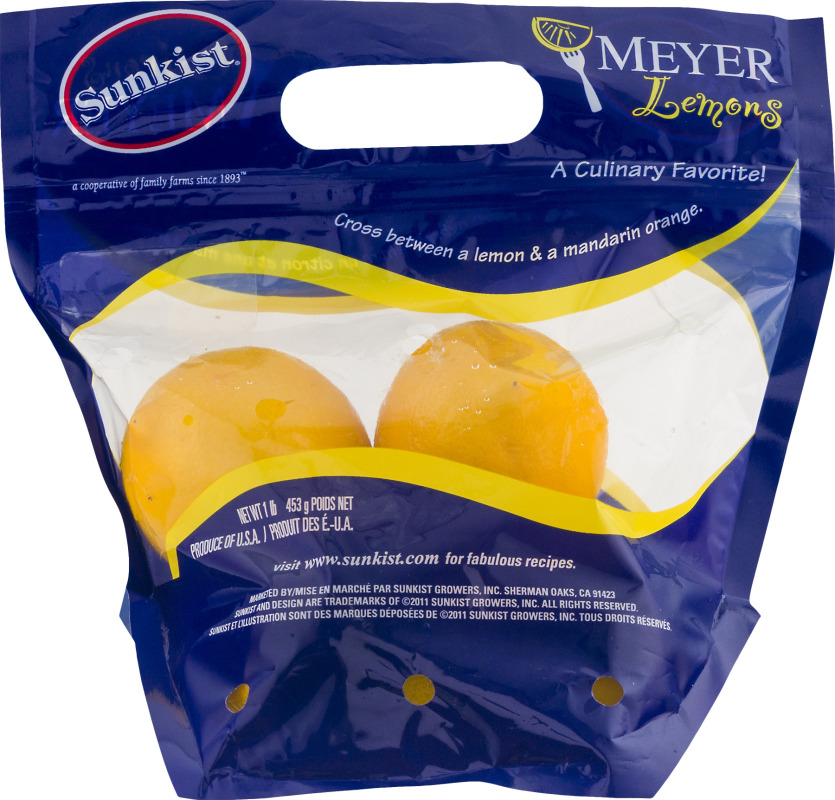 Sunkist®
a cooperative of family farms since 1893™
MEYER
Lemons
A Culinary Favorite!
Cross between a lemon & a mandarin orange.
NET WT 1 lb 453 g POIDS NET
PRODUCE OF U.S.A. / PRODUIT DES É.-U.A.
visit www.sunkist.com for fabulous recipes.
MARKETED BY/MISE EN MARCHÉ PAR SUNKIST GROWERS, INC. SHERMAN OAKS, CA 91423
SUNKIST AND DESIGN ARE TRADEMARKS OF ©2011 SUNKIST GROWERS, INC. ALL RIGHTS RESERVED.
SUNKIST ET L'ILLUSTRATION SONT DES MARQUES DÉPOSÉES DE ©2011 SUNKIST GROWERS, INC. TOUS DROITS RÉSERVÉS.